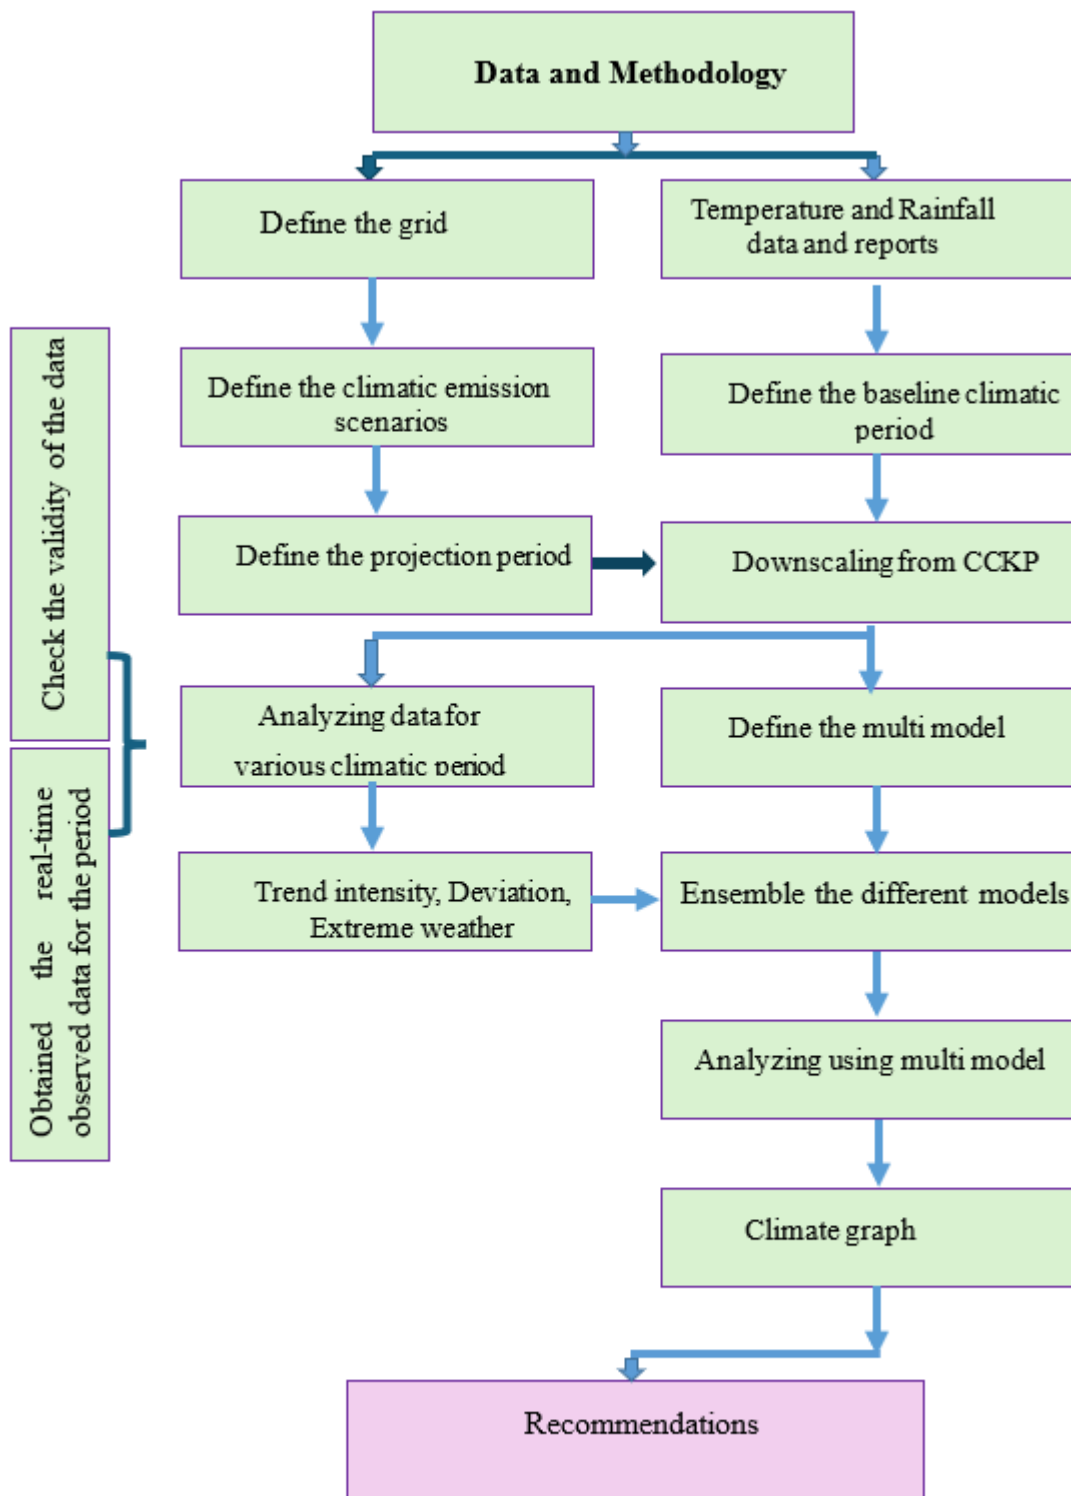 Data and Methodology
Define the grid
Temperature and Rainfall
data and reports
Define the climatic emission
scenarios
Define the baseline climatic
period
Define the projection period
Downscaling from CCKP
Check the validity of the data
Obtained the real-time
observed data for the period
Analyzing data for
various climatic period
Define the multi model
Trend intensity, Deviation,
Extreme weather
Ensemble the different models
Analyzing using multi model
Climate graph
Recommendations